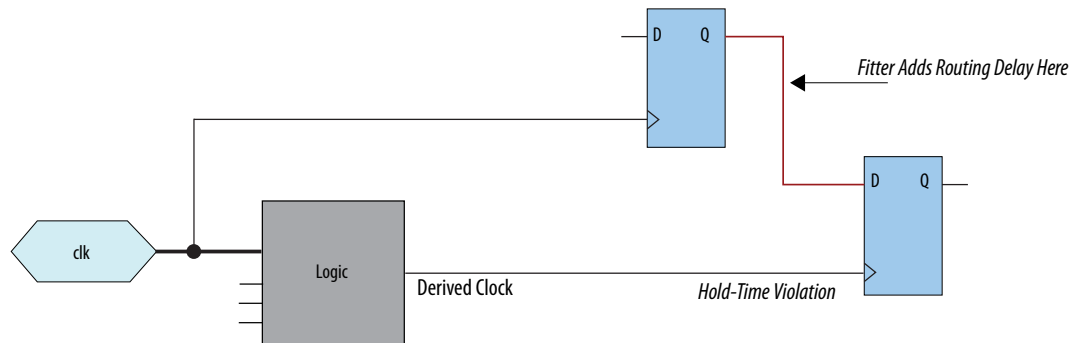 D Q
Fitter Adds Routing Delay Here
D Q
clk
Logic
Derived Clock
Hold-Time Violation